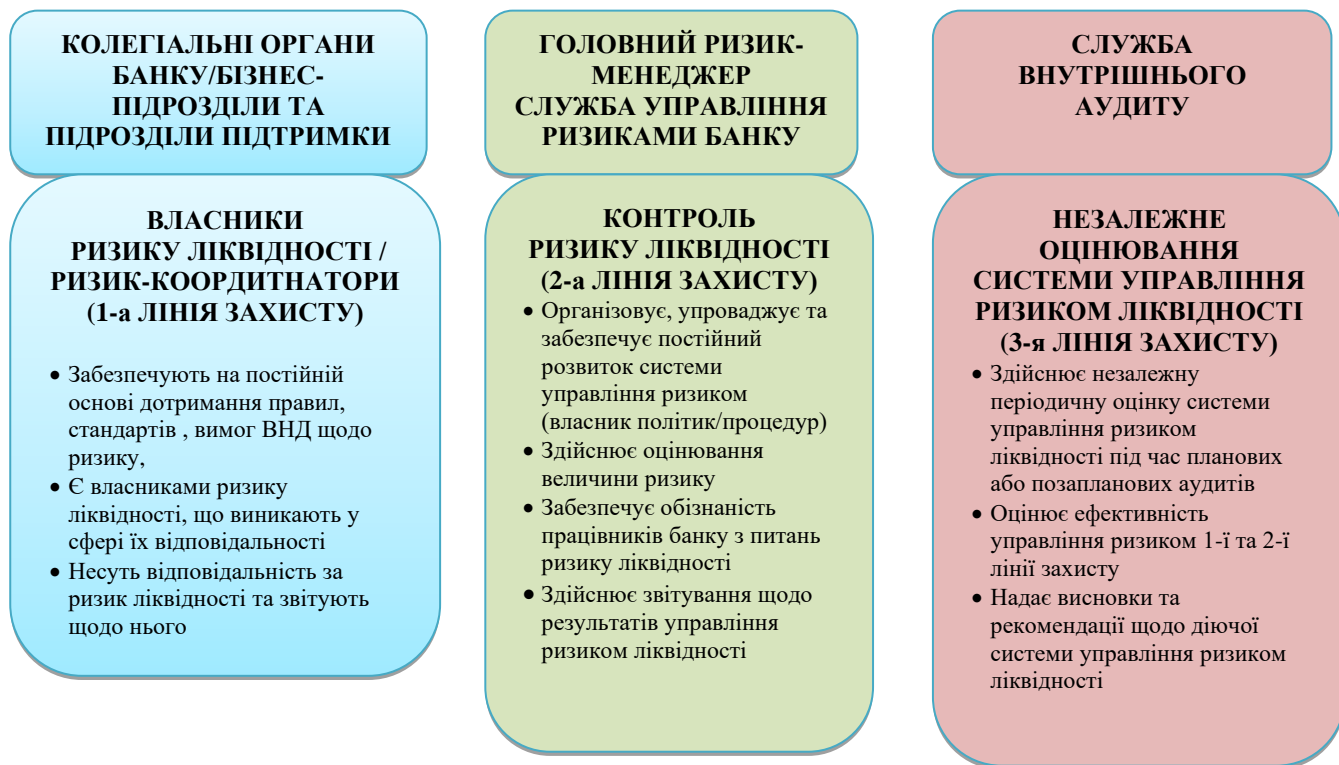 КОЛЕГІАЛЬНІ ОРГАНИ
БАНКУ/БІЗНЕС-
ПІДРОЗДІЛИ ТА
ПІДРОЗДІЛИ ПІДТРИМКИ
ВЛАСНИКИ
РИЗИКУ ЛІКВІДНОСТІ /
РИЗИК-КООРДИТНАТОРИ
(1-а ЛІНІЯ ЗАХИСТУ)
• Забезпечують на постійній
основі дотримання правил,
стандартів , вимог ВНД щодо
ризику,
• Є власниками ризику
ліквідності, що виникають у
сфері їх відповідальності
• Несуть відповідальність за
ризик ліквідності та звітують
щодо нього
ГОЛОВНИЙ РИЗИК-
МЕНЕДЖЕР
СЛУЖБА УПРАВЛІННЯ
РИЗИКАМИ БАНКУ
КОНТРОЛЬ
РИЗИКУ ЛІКВІДНОСТІ
(2-а ЛІНІЯ ЗАХИСТУ)
• Організовує, упроваджує та
забезпечує постійний
розвиток системи
управління ризиком
(власник політик/процедур)
• Здійснює оцінювання
величини ризику
• Забезпечує обізнаність
працівників банку з питань
ризику ліквідності
• Здійснює звітування щодо
результатів управління
ризиком ліквідності
СЛУЖБА
ВНУТРІШНЬОГО
АУДИТУ
НЕЗАЛЕЖНЕ
ОЦІНЮВАННЯ
СИСТЕМИ УПРАВЛІННЯ
РИЗИКОМ ЛІКВІДНОСТІ
(3-я ЛІНІЯ ЗАХИСТУ)
• Здійснює незалежну
періодичну оцінку системи
управління ризиком
ліквідності під час планових
або позапланових аудитів
• Оцінює ефективність
управління ризиком 1-ї та 2-ї
лінії захисту
• Надає висновки та
рекомендації щодо діючої
системи управління ризиком
ліквідності